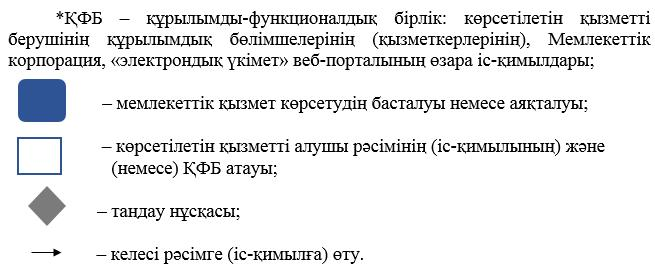 *ҚФБ – құрылымды-функционалдық бірлік: көрсетілетін қызметті
берушінің құрылымдық бөлімшелерінің (қызметкерлерінің), Мемлекеттік
корпорация, «электрондық үкімет» веб-порталының өзара іс-қимылдары;
– мемлекеттік қызмет көрсетудің басталуы немесе аяқталуы;
– көрсетілетін қызметті алушы рәсімінің (іс-қимылының) және
(немесе) ҚФБ атауы;
– таңдау нұсқасы;
– келесі рәсімге (іс-қимылға) өту.